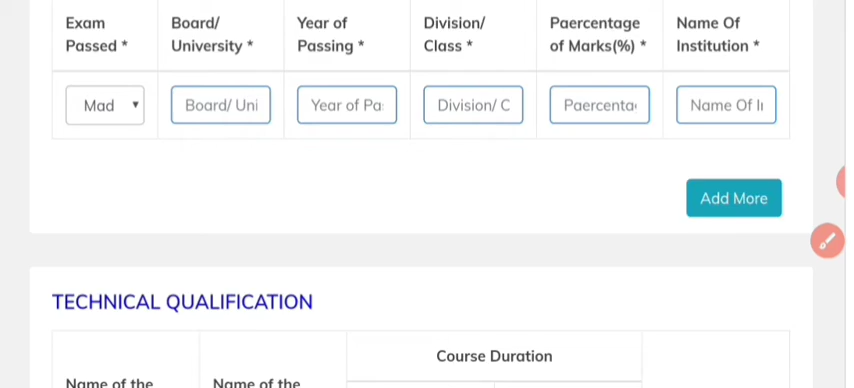 Exam Passed *
Board/ University *
Year of Passing *
Division/ Class *
Paercentage of Marks(%) *
Name Of Institution *
Mad
Board/ Uni
Year of Pa
Division/ C
Paercenta
Name Of I
Add More
TECHNICAL QUALIFICATION
Name of the
Name of the
Course Duration